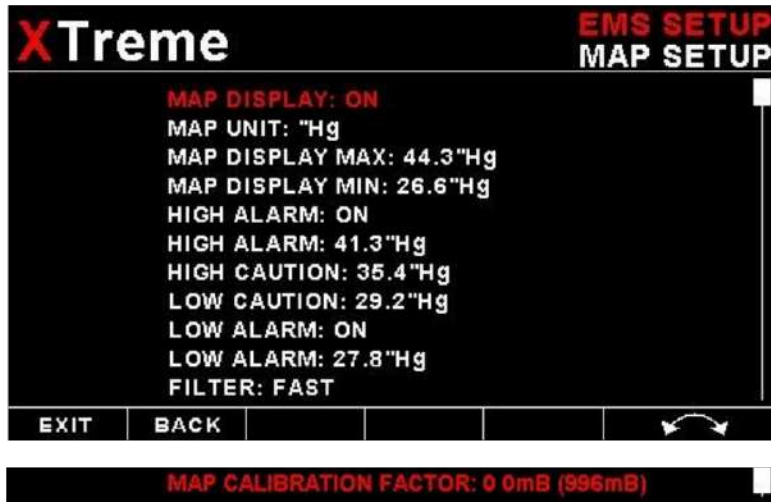 XTreme
EMS SETUP
MAP SETUP
MAP DISPLAY: ON
MAP UNIT: "Hg
MAP DISPLAY MAX: 44.3"Hg
MAP DISPLAY MIN: 26.6"Hg
HIGH ALARM: ON
HIGH ALARM: 41.3"Hg
HIGH CAUTION: 35.4"Hg
LOW CAUTION: 29.2"Hg
LOW ALARM: ON
LOW ALARM: 27.8"Hg
FILTER: FAST
EXIT BACK
MAP CALIBRATION FACTOR: 0 0mB (996mB)